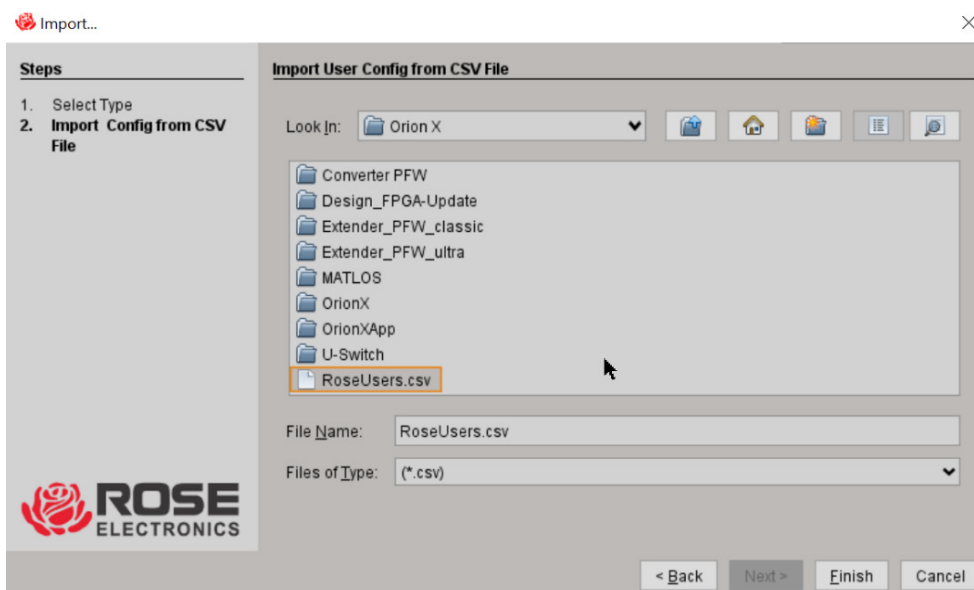 Import...
Steps
1. Select Type
2. Import Config from CSV
File
Import User Config from CSV File
Look In: Orion X
Converter PFW
Design_FPGA-Update
Extender_PFW_classic
Extender_PFW_ultra
MATLOS
OrionX
OrionXApp
U-Switch
RoseUsers.csv
File Name: RoseUsers.csv
Files of Type: (*.csv)
ROSE
ELECTRONICS
< Back Next > Finish Cancel